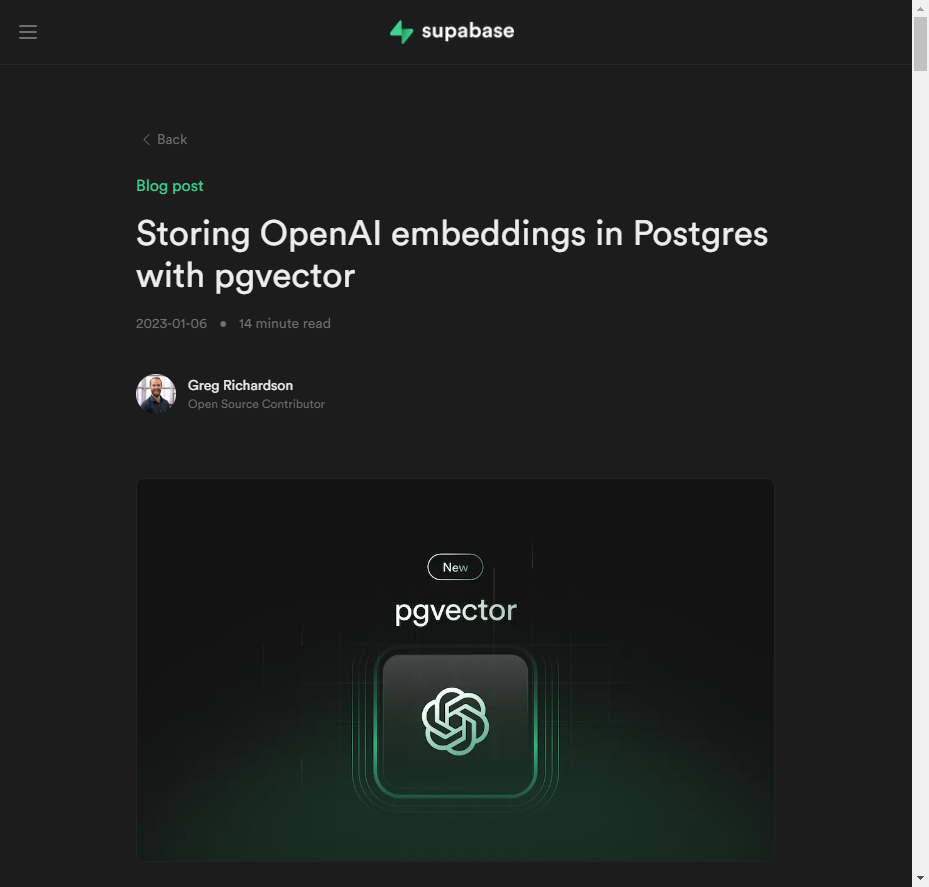 supabase
Back
Blog post
Storing OpenAI embeddings in Postgres
with pgvector
2023-01-06 • 14 minute read
Greg Richardson
Open Source Contributor
New
pgvector